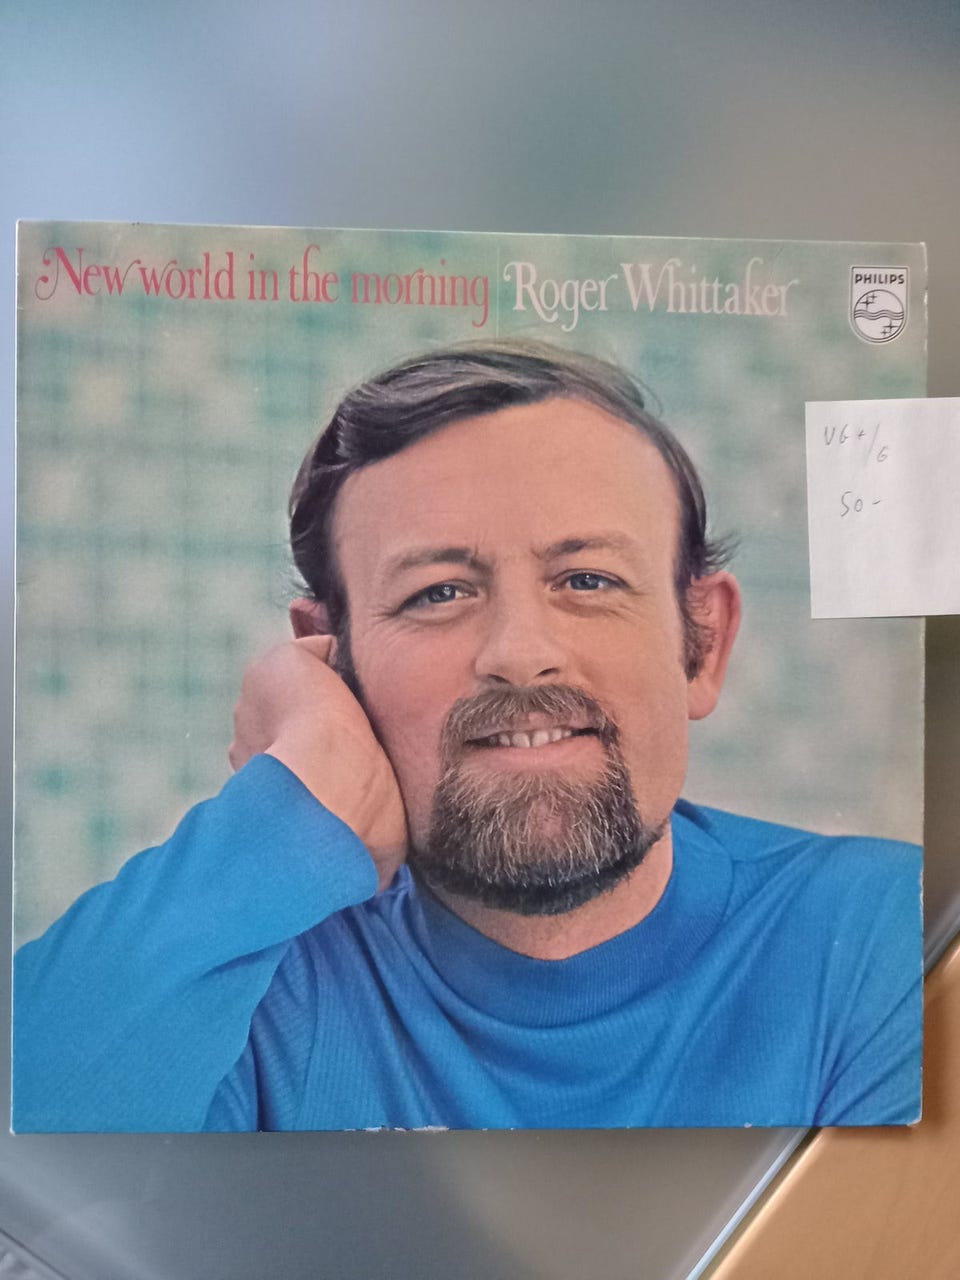 New world in the morning Roger Whittaker
PHILIPS
VG+/G
50-